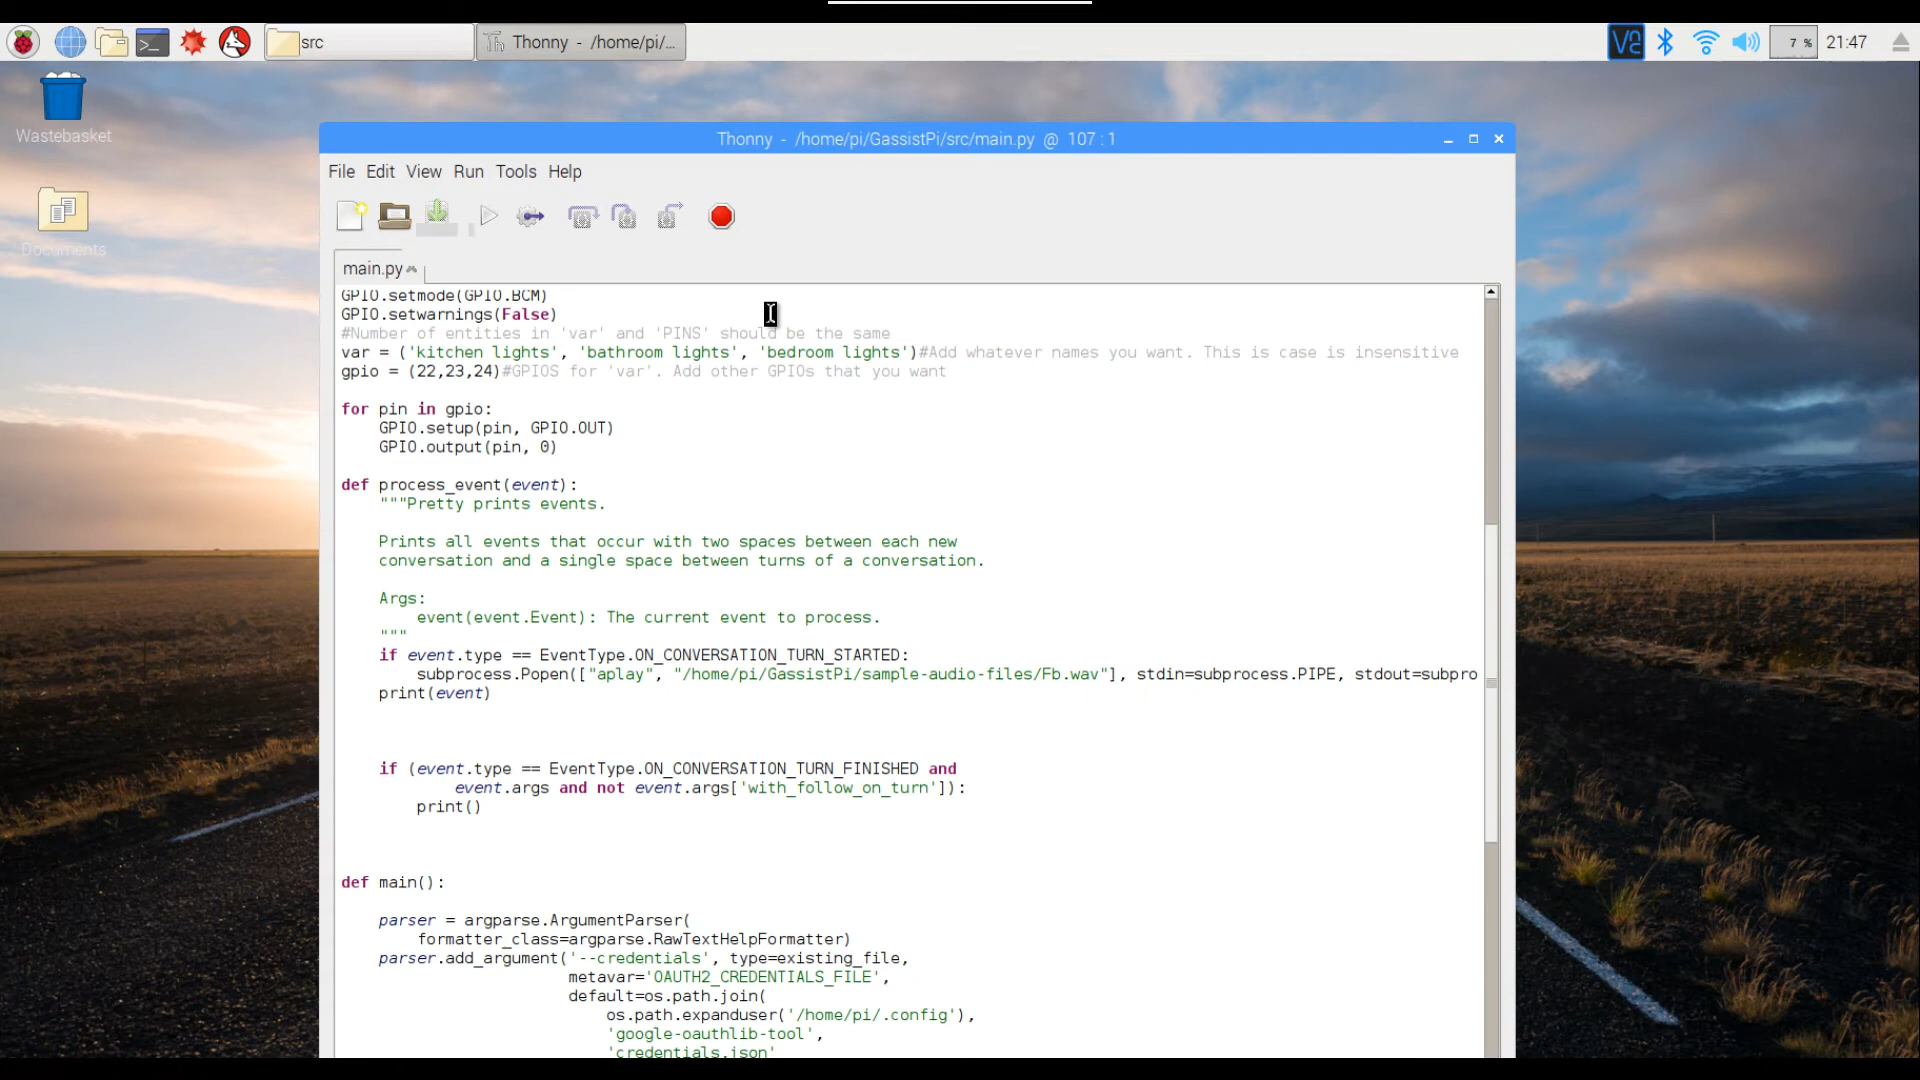 src
Thonny - /home/pi/...
7 %
21:47
Wastebasket
Documents
Thonny - /home/pi/GassistPi/src/main.py @ 107 : 1
File Edit View Run Tools Help
main.py
GPIO.setmode(GPIO.BCM)
GPIO.setwarnings(False)
#Number of entities in 'var' and 'PINS' should be the same
var = ('kitchen lights', 'bathroom lights', 'bedroom lights')#Add whatever names you want. This is case is insensitive
gpio = (22,23,24)#GPIOS for 'var'. Add other GPIOs that you want
for pin in gpio:
GPIO.setup(pin, GPIO.OUT)
GPIO.output(pin, 0)
def process_event(event):
"""Pretty prints events.
Prints all events that occur with two spaces between each new
conversation and a single space between turns of a conversation.
Args:
event(event.Event): The current event to process.
"""
if event.type == EventType.ON_CONVERSATION_TURN_STARTED:
subprocess.Popen(["aplay", "/home/pi/GassistPi/sample-audio-files/Fb.wav"], stdin=subprocess.PIPE, stdout=subpro
print(event)
if (event.type == EventType.ON_CONVERSATION_TURN_FINISHED and
event.args and not event.args['with_follow_on_turn']):
print()
def main():
parser = argparse.ArgumentParser(
formatter_class=argparse.RawTextHelpFormatter)
parser.add_argument('--credentials', type=existing_file,
metavar='OAUTH2_CREDENTIALS_FILE',
default=os.path.join(
os.path.expanduser('/home/pi/.config'),
'google-oauthlib-tool',
'credentials.json'